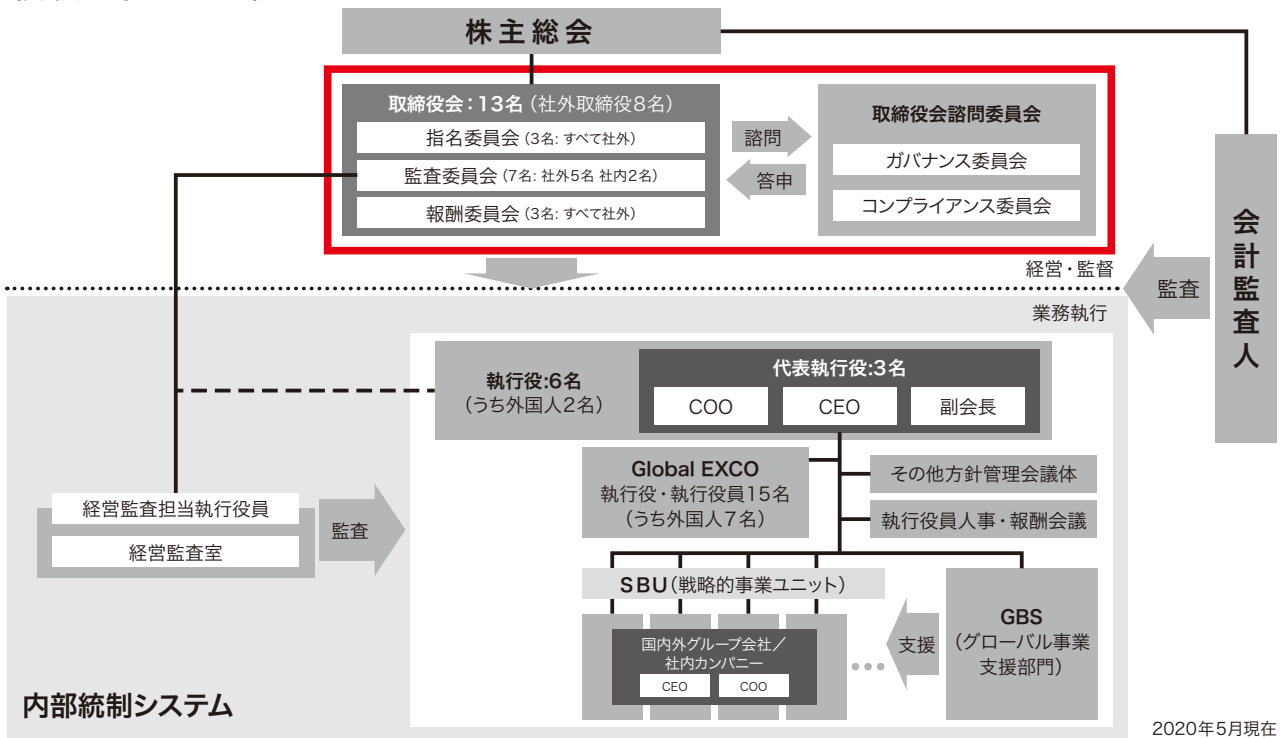 株主総会
取締役会:13名(社外取締役8名)
指名委員会(3名: すべて社外)
監査委員会(7名: 社外5名 社内2名)
報酬委員会(3名: すべて社外)
諮問
答申
取締役会諮問委員会
ガバナンス委員会
コンプライアンス委員会
会計監査人
監査
経営・監督
業務執行
執行役:6名
(うち外国人2名)
代表執行役:3名
COO
CEO
副会長
Global EXCO
執行役・執行役員15名
(うち外国人7名)
その他方針管理会議体
執行役員人事・報酬会議
経営監査担当執行役員
経営監査室
監査
SBU(戦略的事業ユニット)
国内外グループ会社/
社内カンパニー
CEO
COO
支援
GBS
(グローバル事業
支援部門)
内部統制システム
2020年5月現在